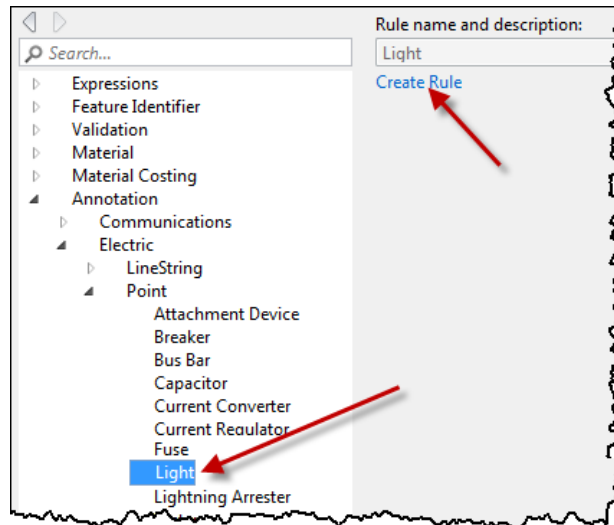 Search...
Expressions
Feature Identifier
Validation
Material
Material Costing
Annotation
Communications
Electric
LineString
Point
Attachment Device
Breaker
Bus Bar
Capacitor
Current Converter
Current Regulator
Fuse
Light
Lightning Arrester
Rule name and description:
Light
Create Rule